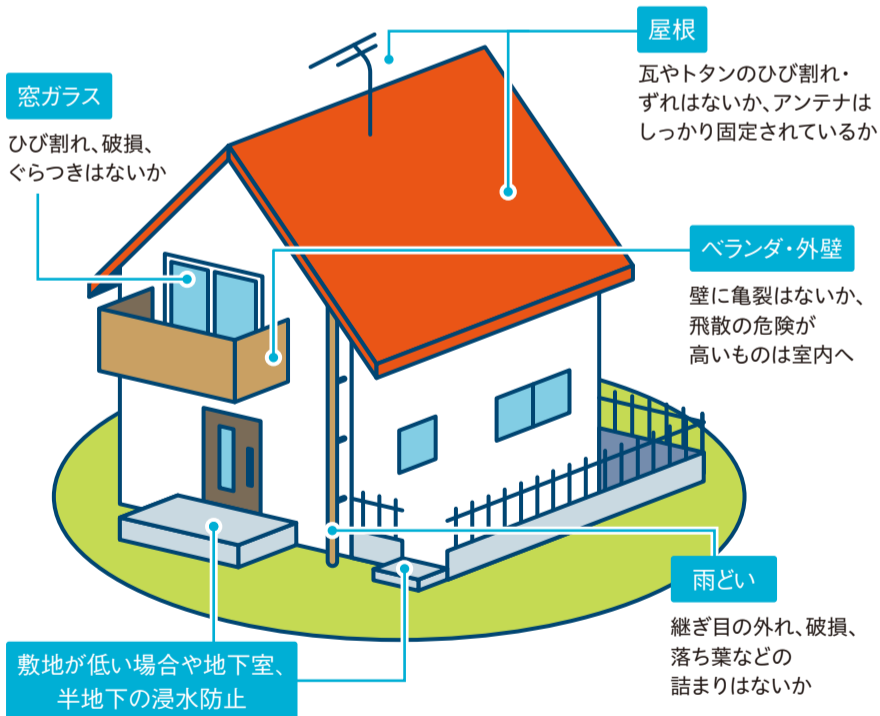 屋根
瓦やトタンのひび割れ・
ずれはないか、アンテナは
しっかり固定されているか
窓ガラス
ひび割れ、破損、
ぐらつきはないか
ベランダ・外壁
壁に亀裂はないか、
飛散の危険が
高いものは室内へ
雨どい
継ぎ目の外れ、破損、
落ち葉などの
詰まりはないか
敷地が低い場合や地下室、
半地下の浸水防止